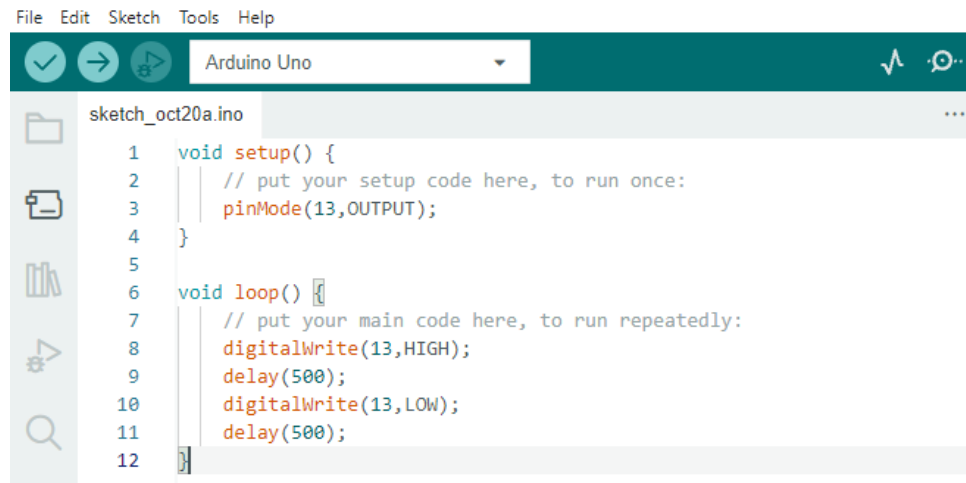 File Edit Sketch Tools Help
Arduino Uno
sketch_oct20a.ino
1 void setup() {
2 // put your setup code here, to run once:
3 pinMode(13,OUTPUT);
4 }
5
6 void loop() {
7 // put your main code here, to run repeatedly:
8 digitalWrite(13,HIGH);
9 delay(500);
10 digitalWrite(13,LOW);
11 delay(500);
12 }